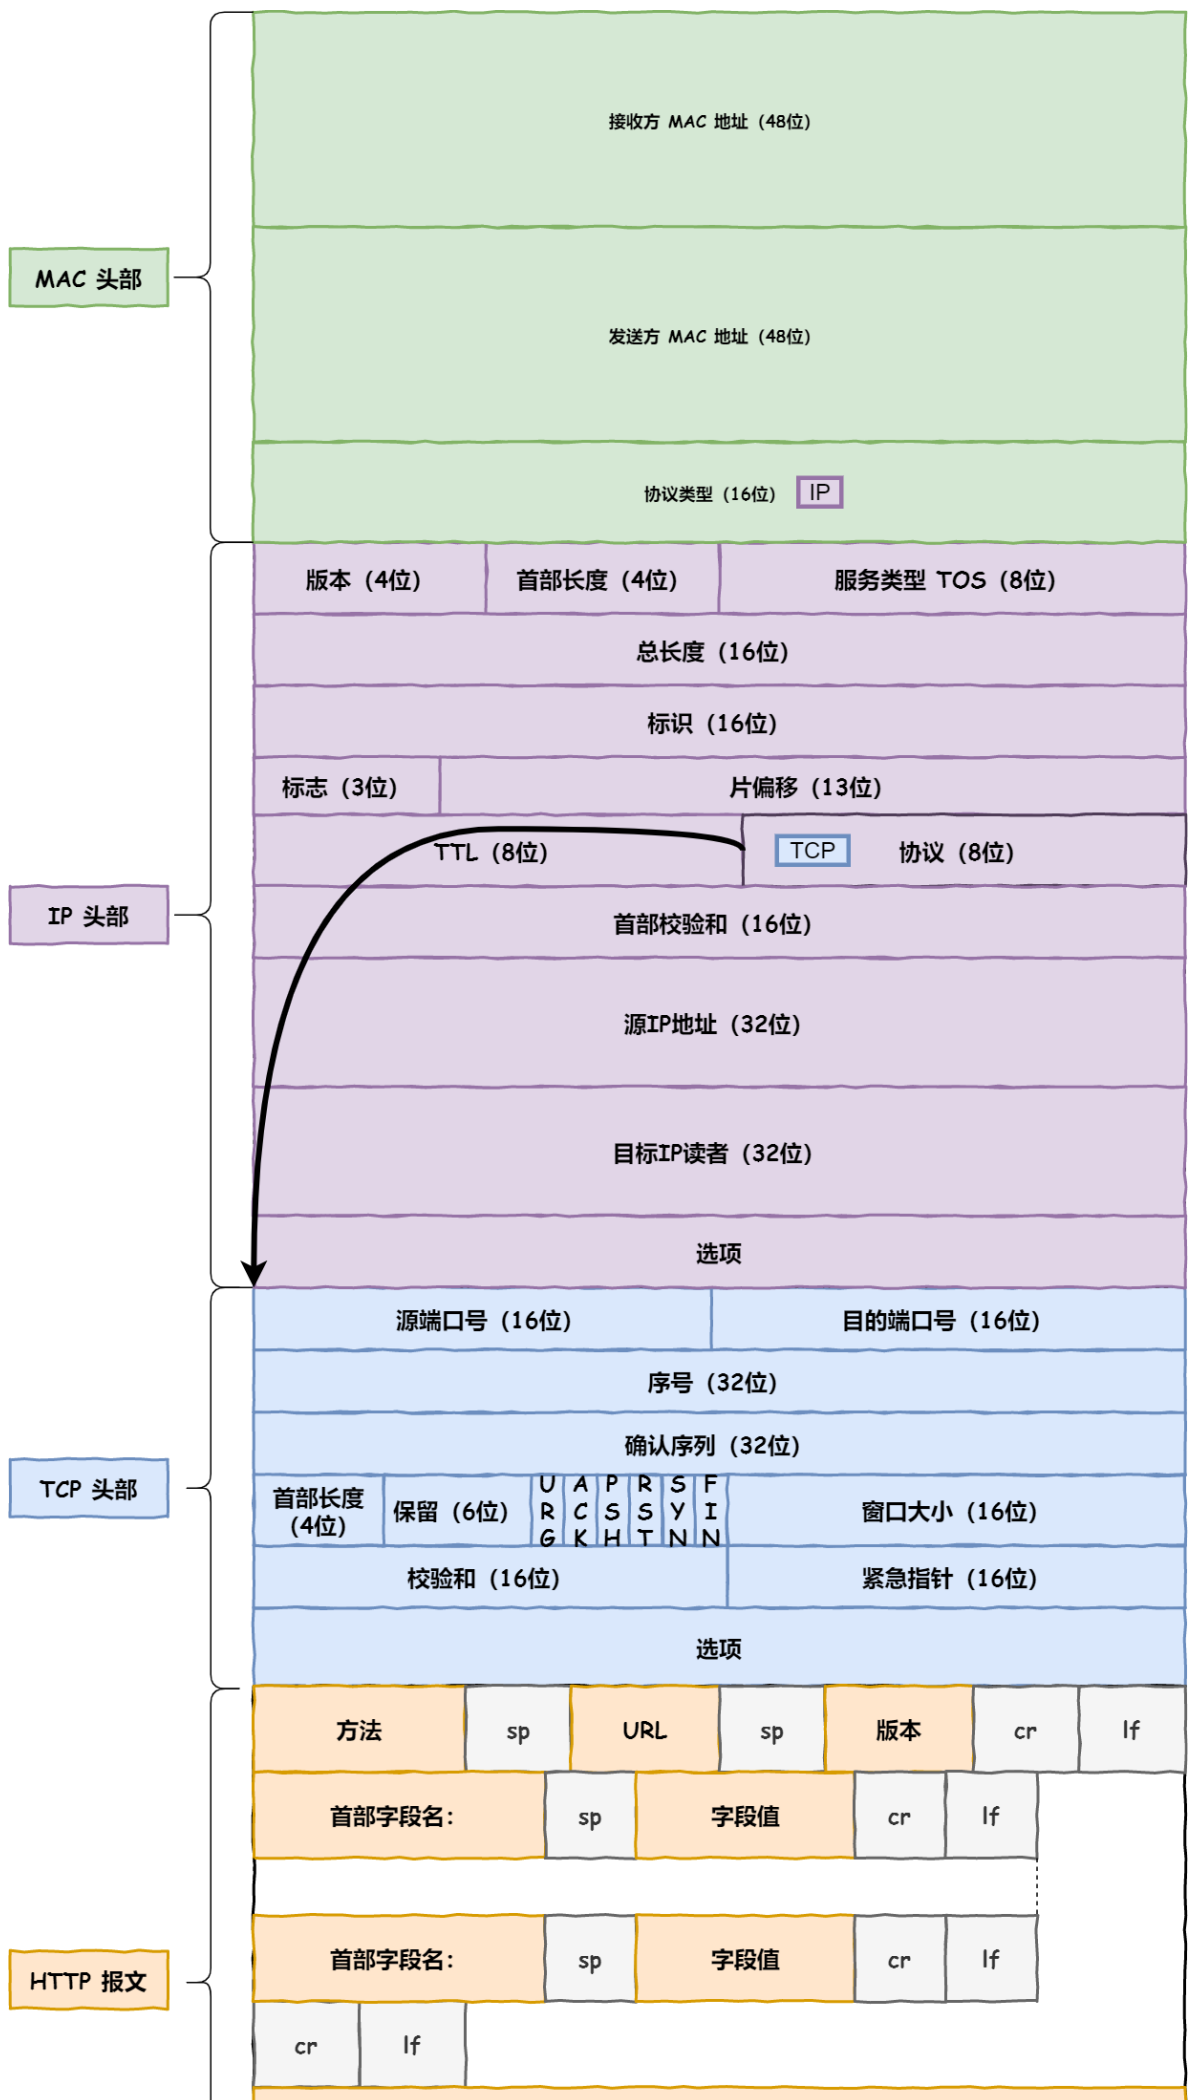 接收方 MAC 地址 (48位)
MAC 头部
发送方 MAC 地址 (48位)
协议类型 (16位) IP
版本 (4位) 首部长度 (4位) 服务类型 TOS (8位)
总长度 (16位)
标识 (16位)
标志 (3位) 片偏移 (13位)
TTL (8位) TCP 协议 (8位)
IP 头部
首部校验和 (16位)
源IP地址 (32位)
目标IP读者 (32位)
选项
源端口号 (16位) 目的端口号 (16位)
序号 (32位)
确认序列 (32位)
TCP 头部
首部长度 (4位) 保留 (6位) URG ACK PSH RST SYN FIN 窗口大小 (16位)
校验和 (16位) 紧急指针 (16位)
选项
方法 sp URL sp 版本 cr lf
首部字段名: sp 字段值 cr lf
首部字段名: sp 字段值 cr lf
HTTP 报文
cr lf